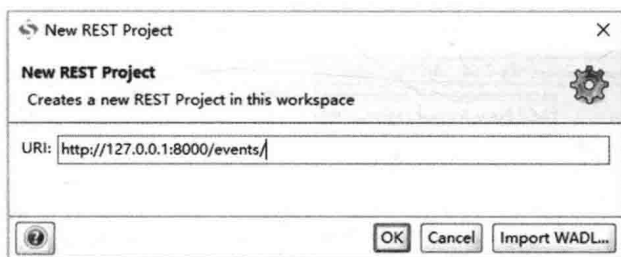 New REST Project
New REST Project
Creates a new REST Project in this workspace
URI: http://127.0.0.1:8000/events/
OK Cancel Import WADL...